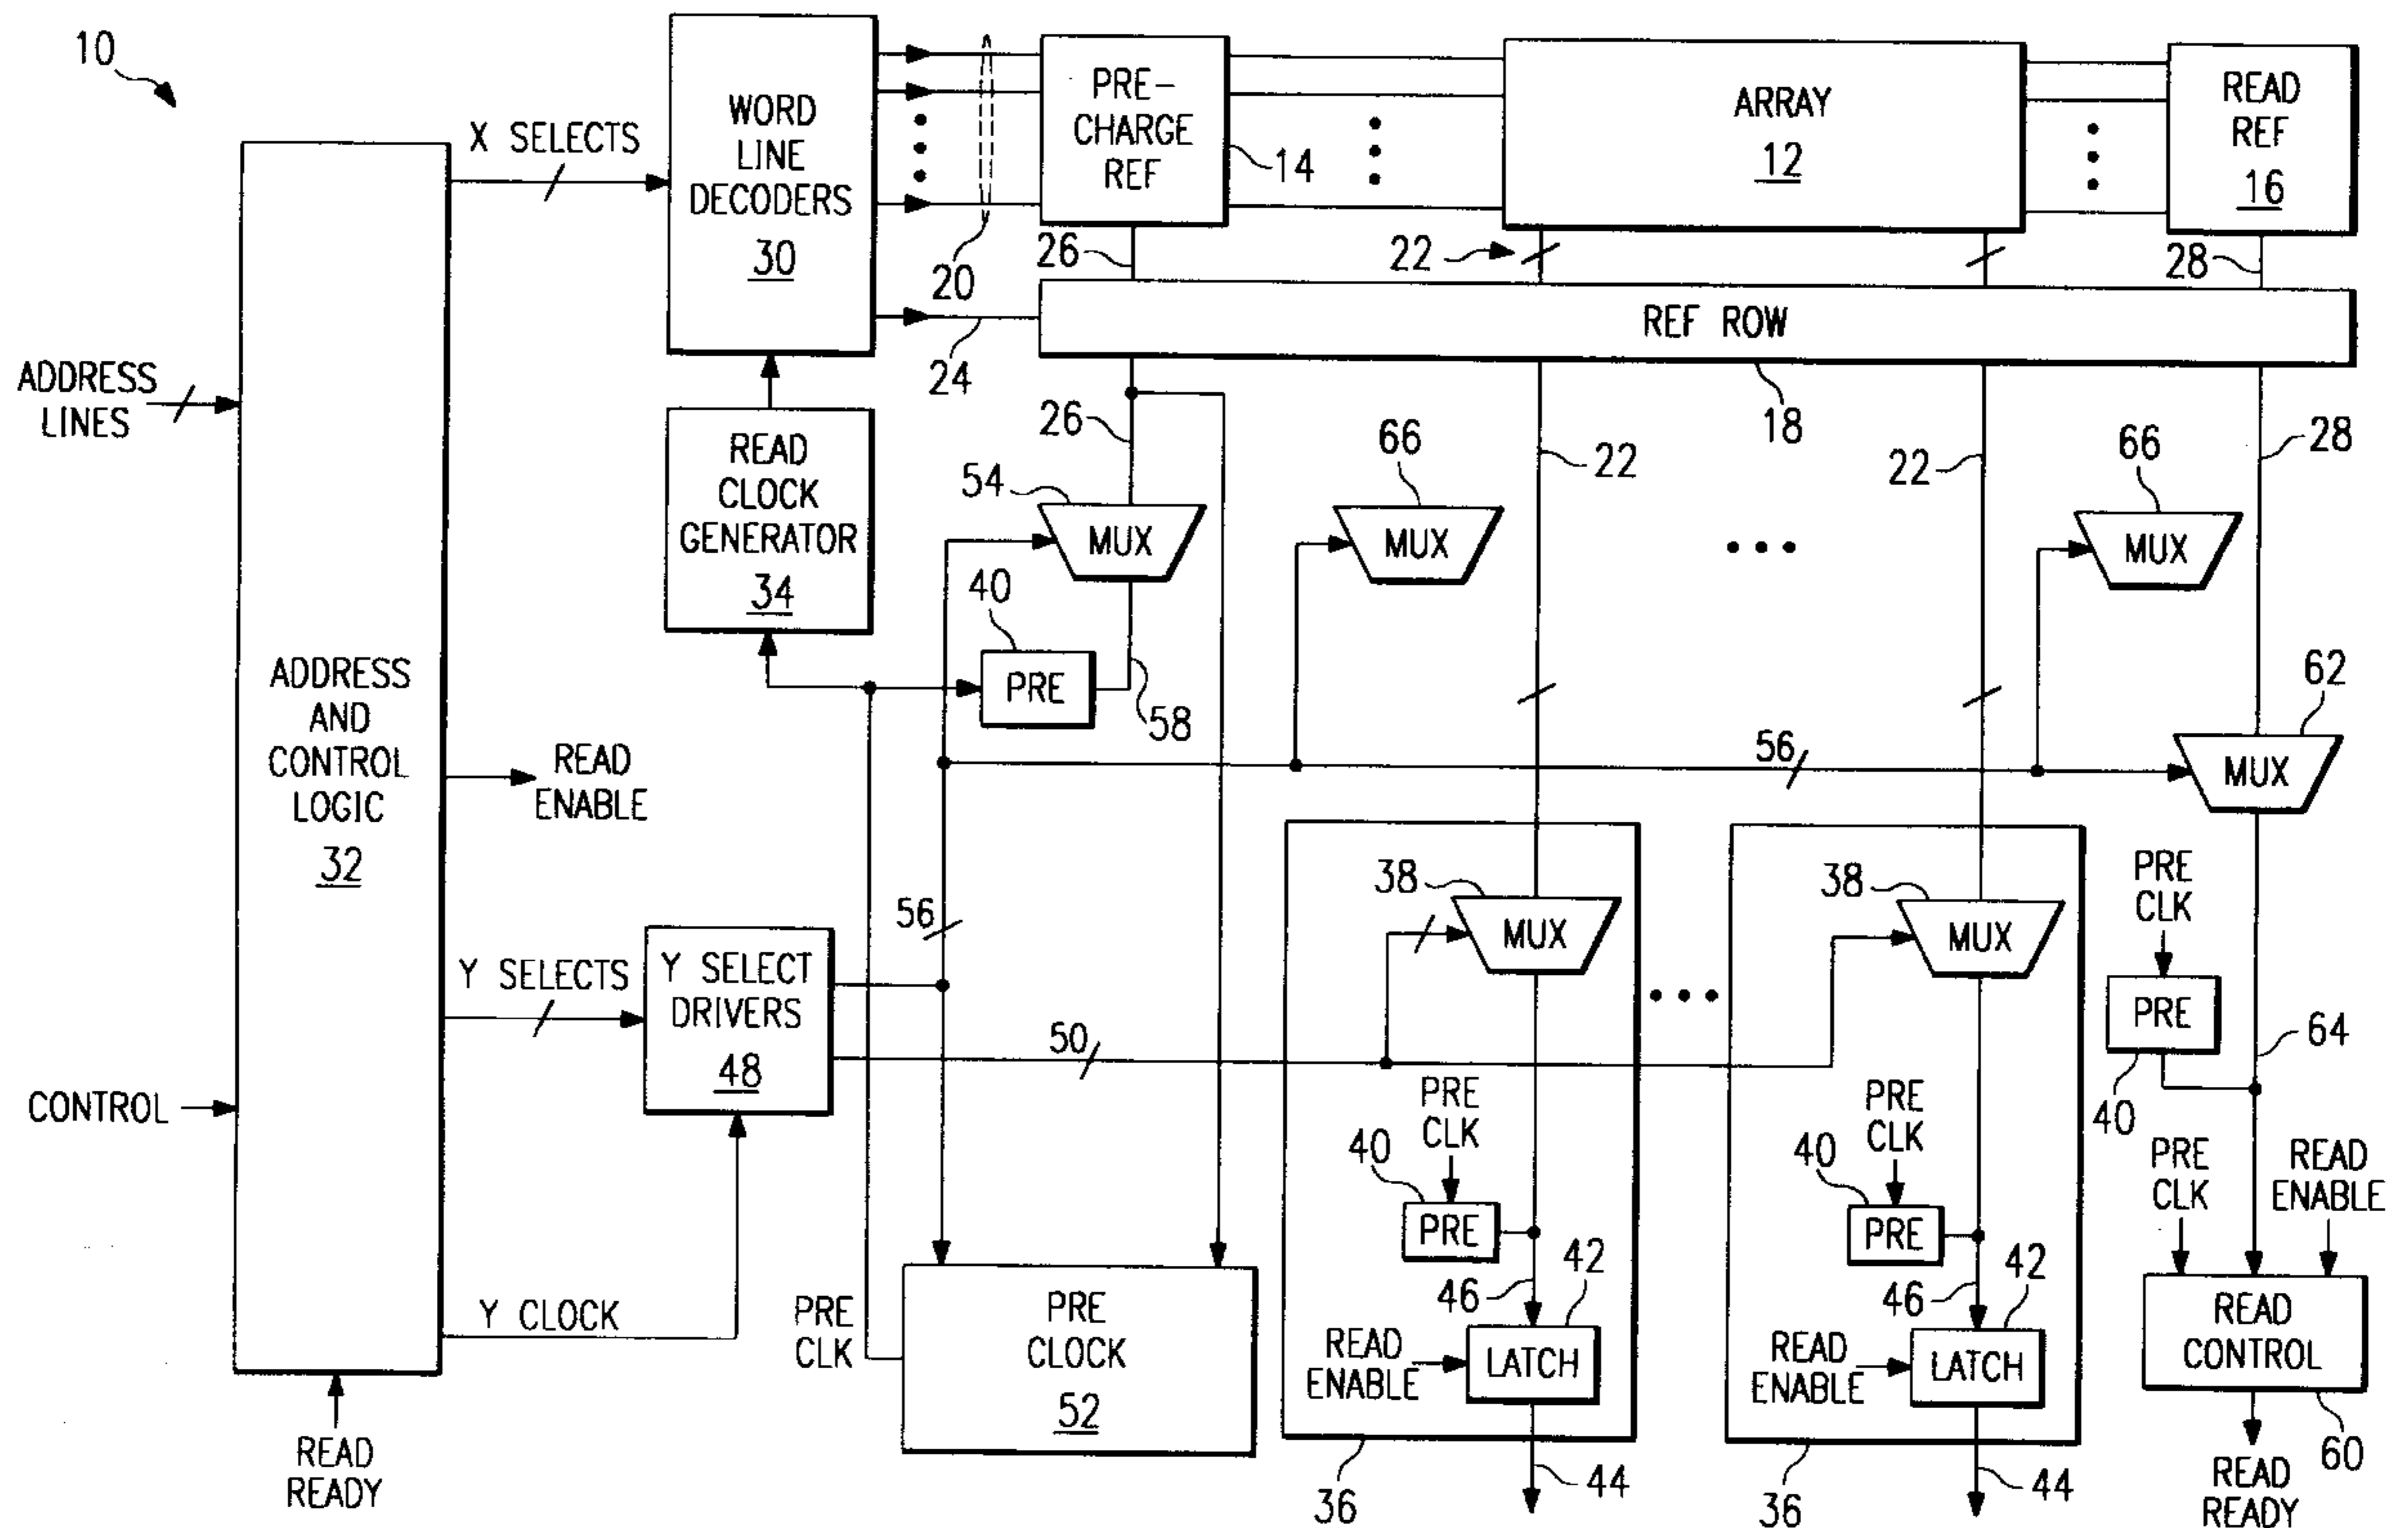 10
X SELECTS
WORD
LINE
DECODERS
30
20
24
PRE-
CHARGE
REF
14
ARRAY
12
READ
REF
16
26
22
28
REF ROW
18
ADDRESS
LINES
READ
CLOCK
GENERATOR
34
26
54
MUX
66
MUX
22
22
66
MUX
28
40
PRE
58
62
MUX
56
ADDRESS
AND
CONTROL
LOGIC
32
READ
ENABLE
56
38
MUX
38
MUX
PRE
CLK
PRE
40
64
Y SELECTS
Y SELECT
DRIVERS
48
50
CONTROL
PRE
CLK
40
PRE
46
42
READ
ENABLE
LATCH
PRE
CLK
40
PRE
46
42
READ
ENABLE
LATCH
PRE
CLK
READ
ENABLE
READ
CONTROL
60
Y CLOCK
PRE
CLK
PRE
CLOCK
52
READ
READY
36
44
36
44
READ
READY